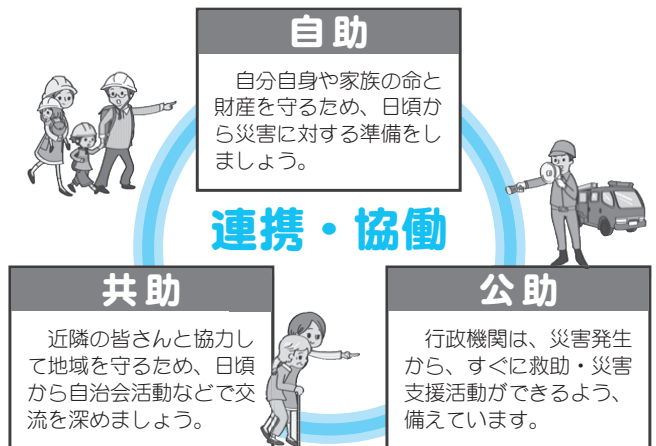 自助
自分自身や家族の命と
財産を守るため、日頃か
ら災害に対する準備をし
ましょう。
連携・協働
共助
近隣の皆さんと協力し
て地域を守るため、日頃
から自治会活動などで交
流を深めましょう。
公助
行政機関は、災害発生
から、すぐに救助・災害
支援活動ができるよう、
備えています。